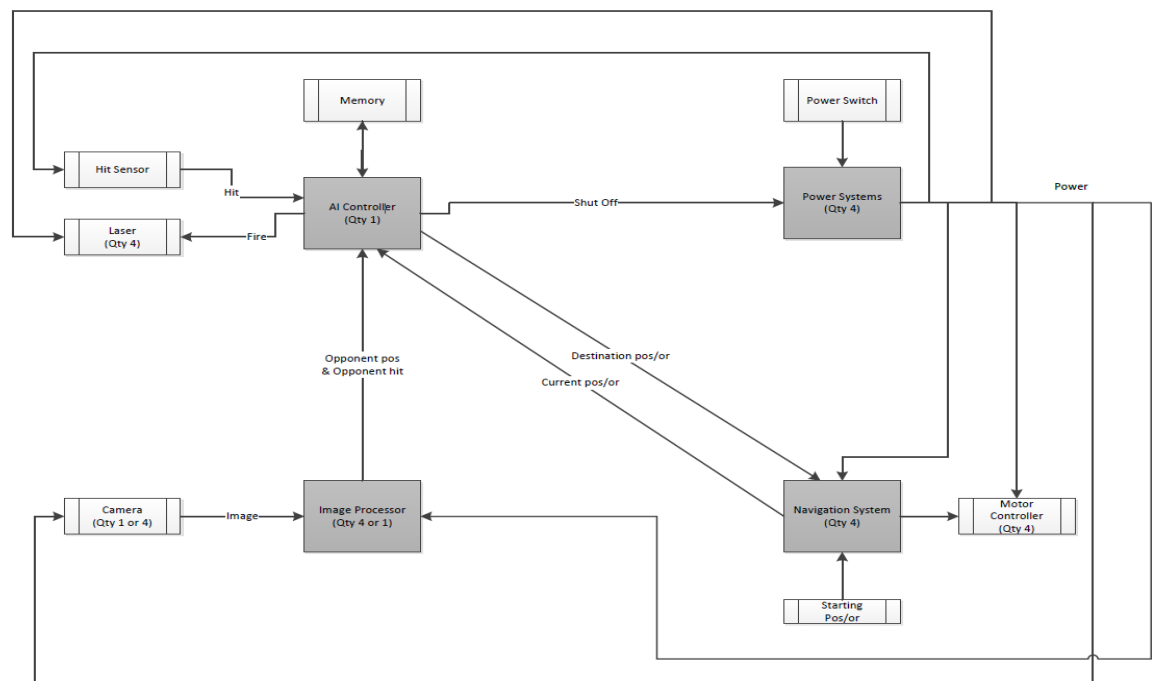 Memory
Power Switch
Hit Sensor
Hit
AI Controller
(Qty 1)
Shut Off
Power Systems
(Qty 4)
Power
Laser
(Qty 4)
Fire
Opponent pos
& Opponent hit
Destination pos/or
Current pos/or
Camera
(Qty 1 or 4)
Image
Image Processor
(Qty 4 or 1)
Navigation System
(Qty 4)
Motor
Controller
(Qty 4)
Starting
Pos/or